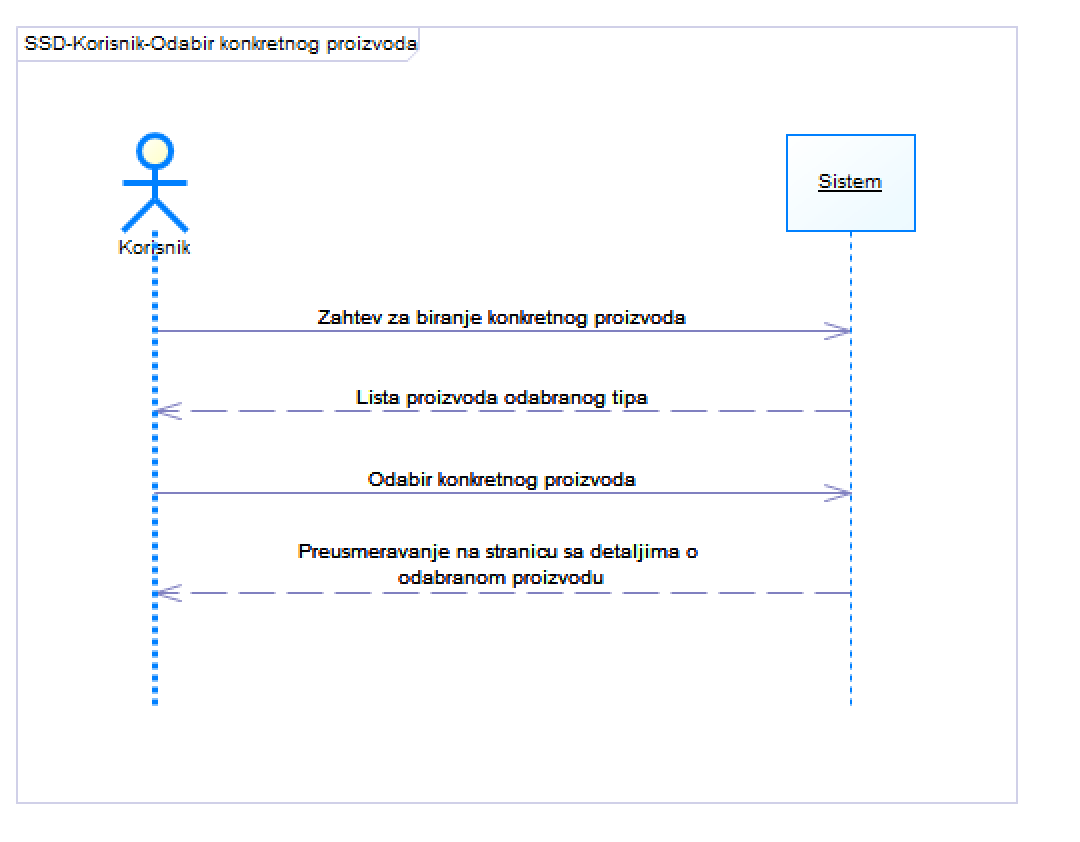 SSD-Korisnik-Odabir konkretnog proizvoda
Sistem
Korisnik
Zahtev za biranje konkretnog proizvoda
Lista proizvoda odabranog tipa
Odabir konkretnog proizvoda
Preusmeravanje na stranicu sa detaljima o
odabranom proizvodu